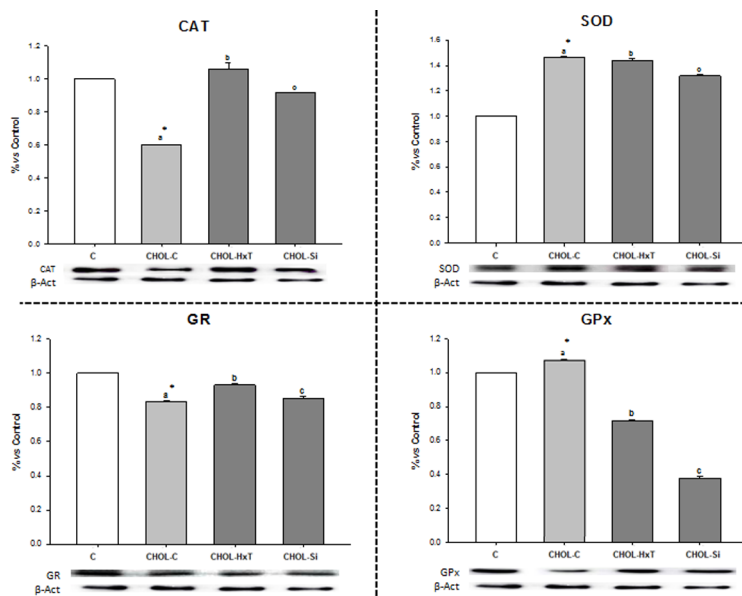 CAT
1.2
1.0
0.8
0.6
0.4
0.2
0.0
% vs Control
*
a
b
o
C CHOL-C CHOL-HxT CHOL-Si
CAT
β-Act
SOD
1.6
1.4
1.2
1.0
0.8
0.6
0.4
0.2
0.0
% vs Control
*
a
b
o
C CHOL-C CHOL-HxT CHOL-Si
SOD
β-Act
GR
1.2
1.0
0.8
0.6
0.4
0.2
0.0
% vs Control
*
a
b
c
C CHOL-C CHOL-HxT CHOL-Si
GR
β-Act
GPx
1.2
1.0
0.8
0.6
0.4
0.2
0.0
% vs Control
*
a
b
c
C CHOL-C CHOL-HxT CHOL-Si
GPx
β-Act